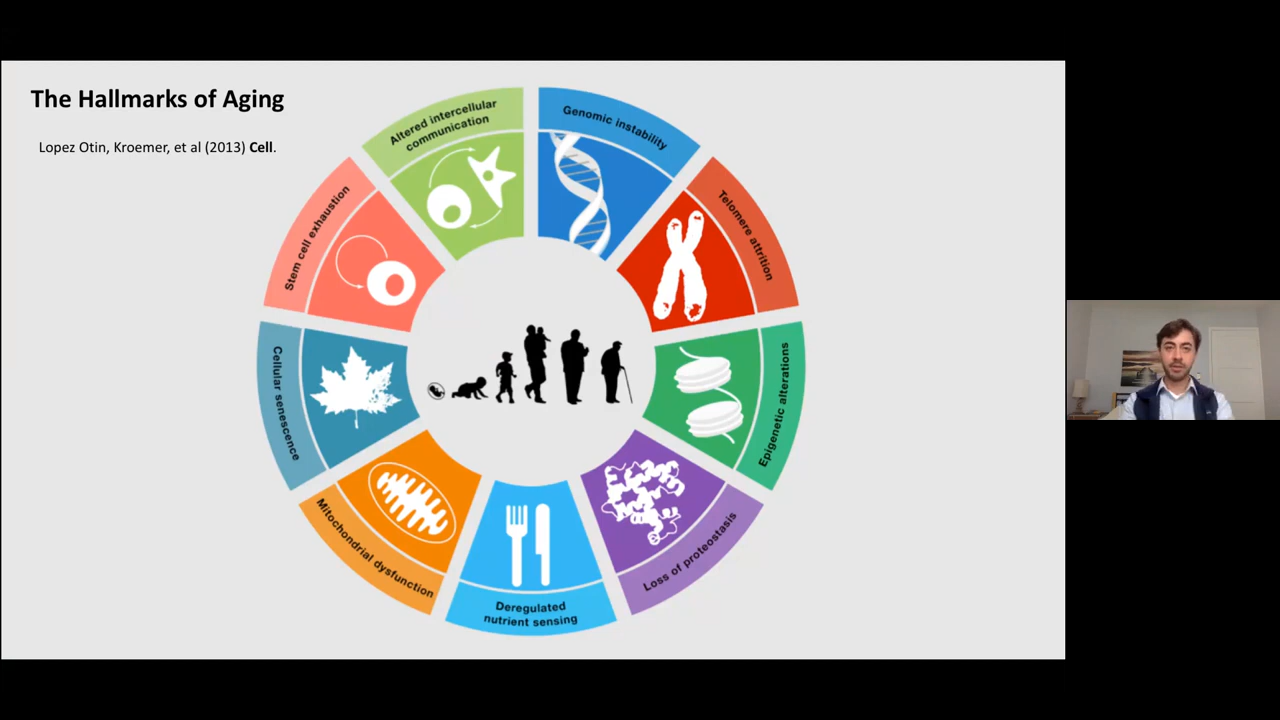 The Hallmarks of Aging
Lopez Otin, Kroemer, et al (2013) Cell.
Altered intercellular
communication
Genomic instability
Telomere attrition
Epigenetic alterations
Loss of proteostasis
Deregulated
nutrient sensing
Mitochondrial dysfunction
Cellular senescence
Stem cell exhaustion